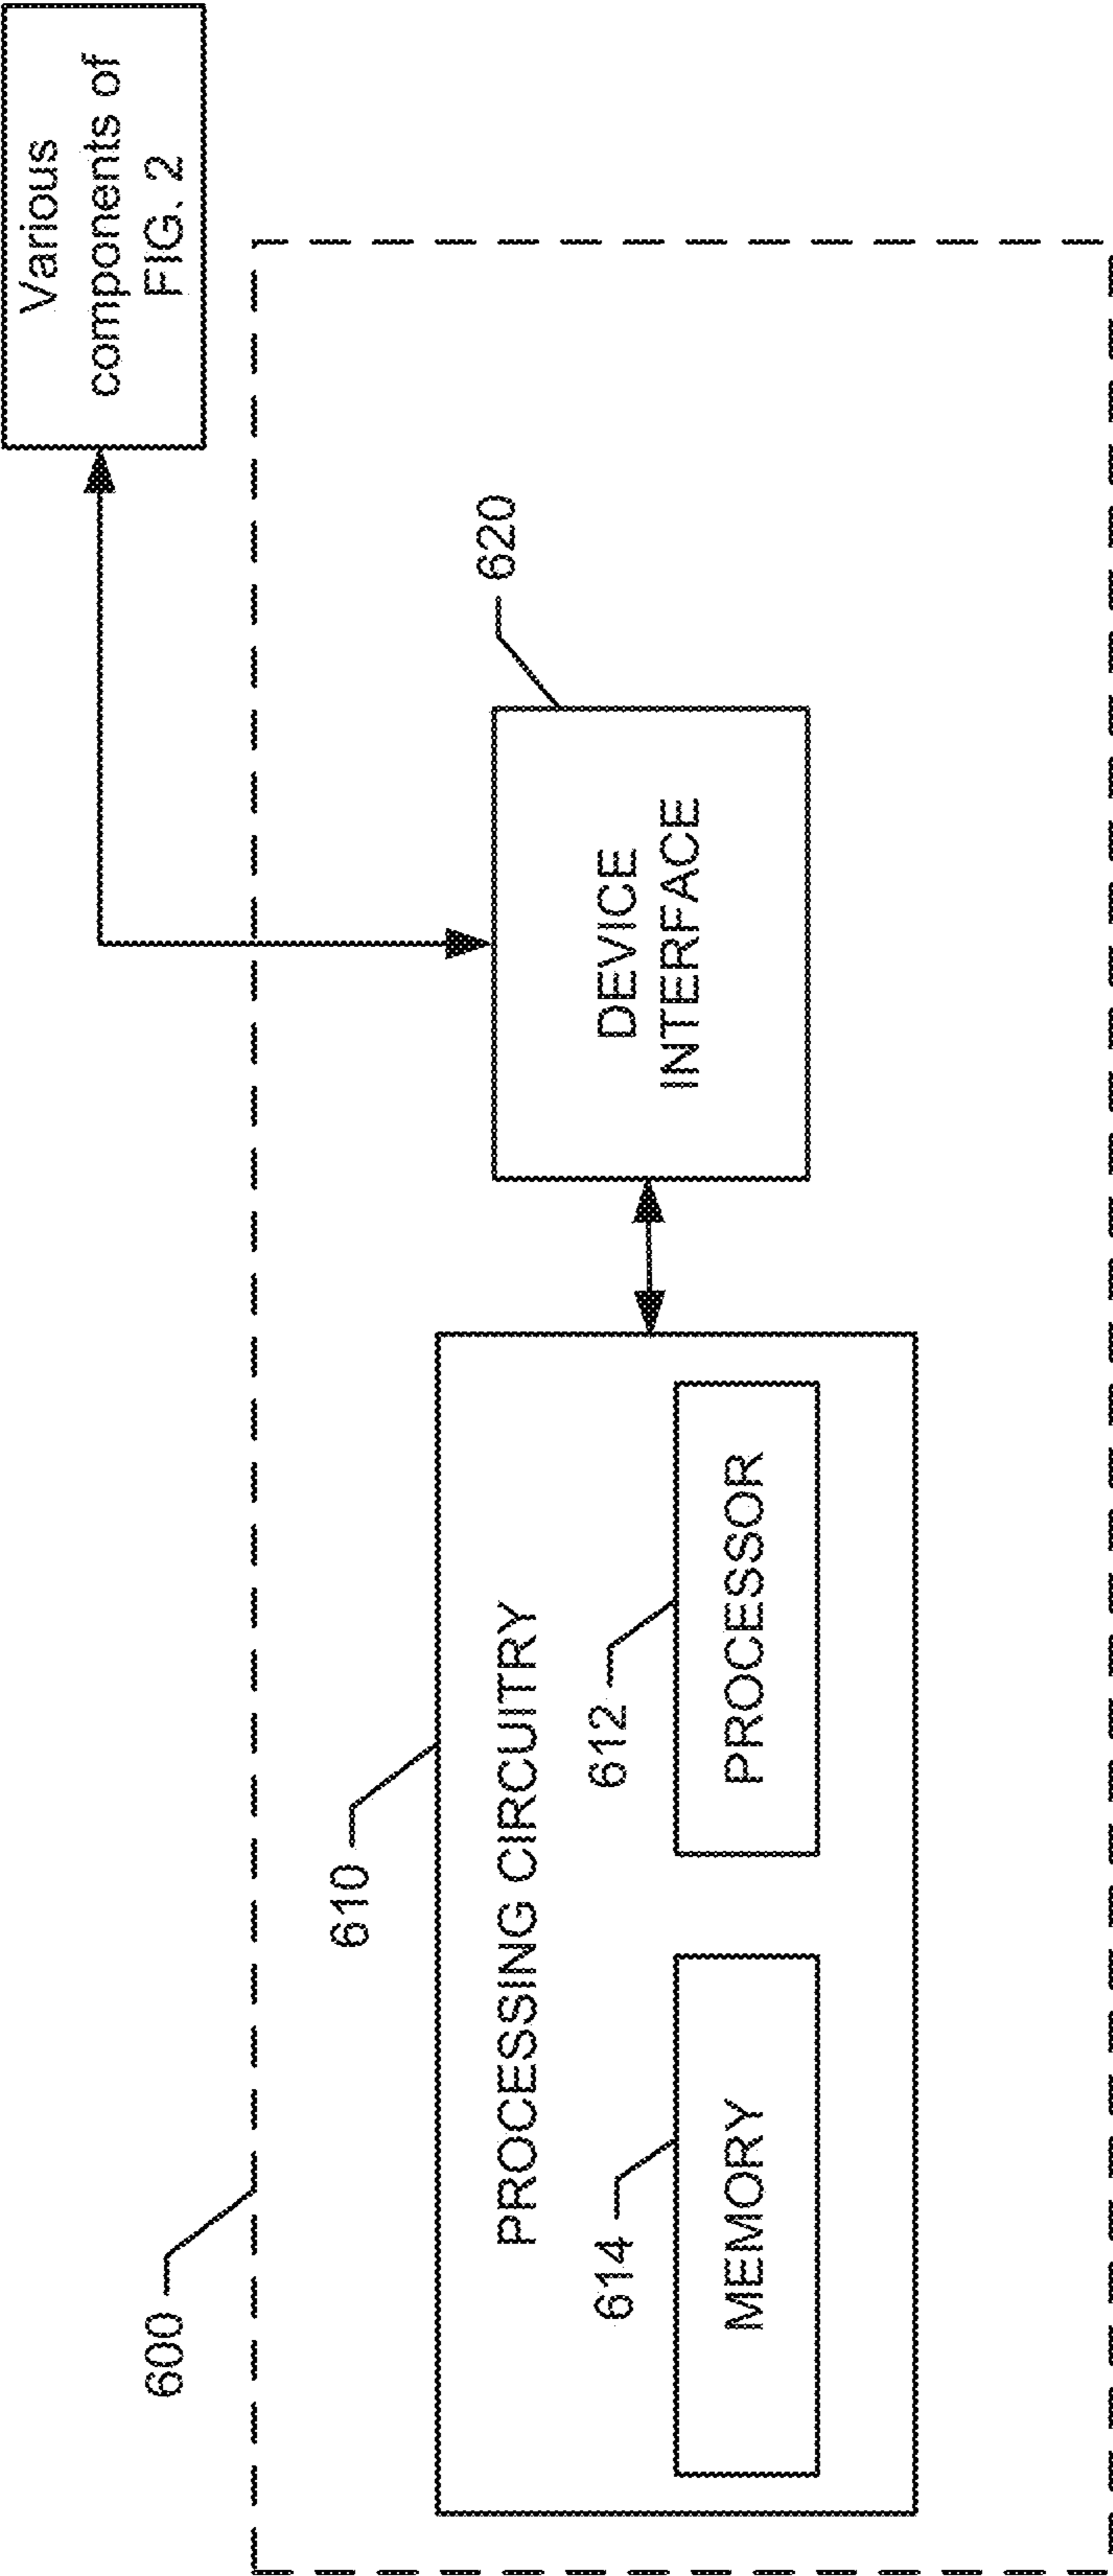 Various
components of
FIG. 2
600
610
PROCESSING CIRCUITRY
614
MEMORY
612
PROCESSOR
620
DEVICE
INTERFACE